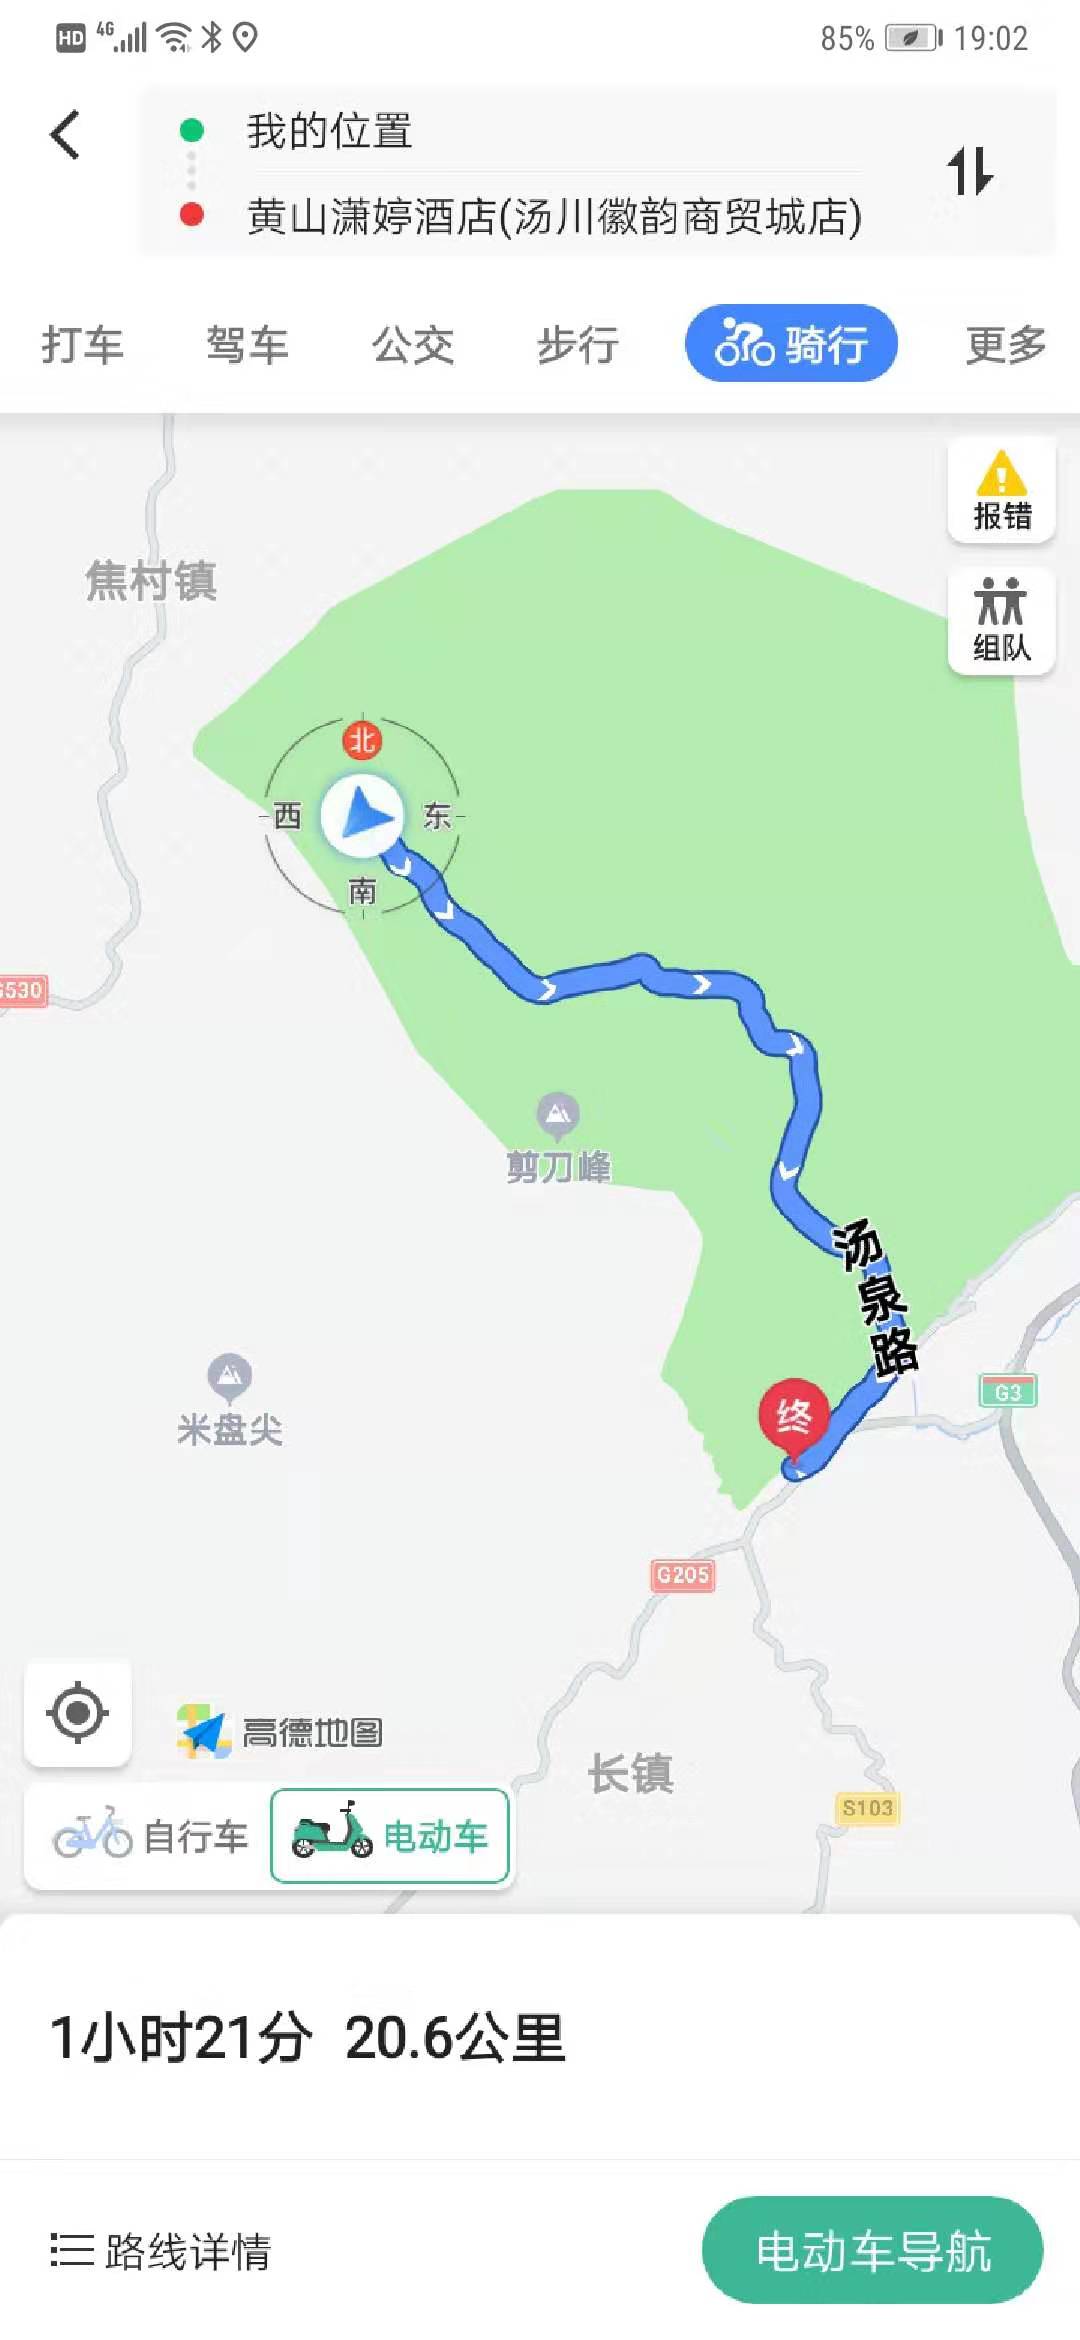 HD 4G 85% 19:02
我的位置
黄山潇婷酒店(汤川徽韵商贸城店)
打车 驾车 公交 步行 骑行 更多
报错
焦村镇
组队
北
西 东
南
G530
剪刀峰
汤泉路
G3
终
米盘尖
G205
高德地图
长镇
S103
自行车 电动车
1小时21分 20.6公里
路线详情 电动车导航